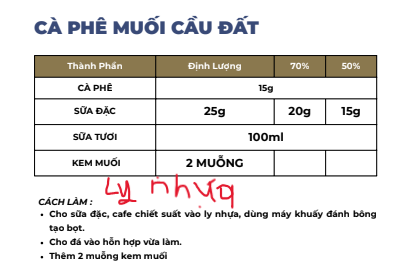 CÀ PHÊ MUỐI CẦU ĐẤT
Thành Phần Định Lượng 70% 50%
CÀ PHÊ 15g
SỮA ĐẶC 25g 20g 15g
SỮA TƯƠI 100ml
KEM MUỐI 2 MUỖNG
Ly nhựa
CÁCH LÀM :
• Cho sữa đặc, cafe chiết suất vào ly nhựa, dùng máy khuấy đánh bông
tạo bọt.
• Cho đá vào hỗn hợp vừa làm.
• Thêm 2 muỗng kem muối